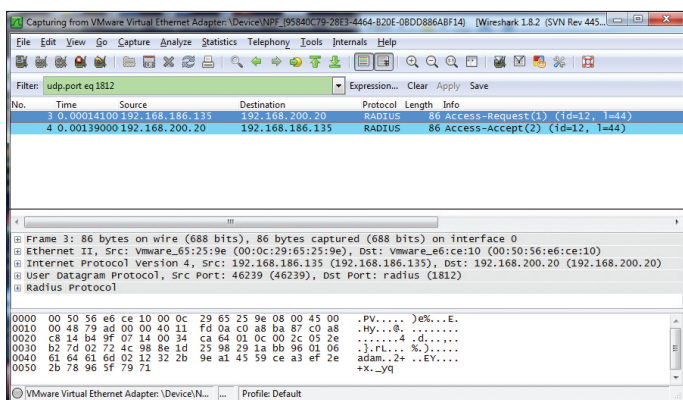 Capturing from VMware Virtual Ethernet Adapter: \Device\NPF_{95840C79-28E3-4464-B20E-0BDD886ABF14} [Wireshark 1.8.2 (SVN Rev 445...
File Edit View Go Capture Analyze Statistics Telephony Tools Internals Help
Filter: udp.port eq 1812 Expression... Clear Apply Save
No. Time Source Destination Protocol Length Info
3 0.00014100 192.168.186.135 192.168.200.20 RADIUS 86 Access-Request(1) (id=12, l=44)
4 0.00139000 192.168.200.20 192.168.186.135 RADIUS 86 Access-Accept(2) (id=12, l=44)
Frame 3: 86 bytes on wire (688 bits), 86 bytes captured (688 bits) on interface 0
Ethernet II, Src: Vmware_65:25:9e (00:0c:29:65:25:9e), Dst: Vmware_e6:ce:10 (00:50:56:e6:ce:10)
Internet Protocol Version 4, Src: 192.168.186.135 (192.168.186.135), Dst: 192.168.200.20 (192.168.200.20)
User Datagram Protocol, Src Port: 46239 (46239), Dst Port: radius (1812)
Radius Protocol
0000 00 50 56 e6 ce 10 00 0c 29 65 25 9e 08 00 45 00 .PV..... )e%...E.
0010 00 48 79 ad 00 00 40 11 fd 0a c0 a8 ba 87 c0 a8 .Hy...@. ........
0020 c8 14 b4 9f 07 14 00 34 ca 64 01 0c 00 2c 05 2e .......4 .d...,..
0030 b2 7d 02 72 4c 98 8e 1d 25 98 29 1a bb 96 01 06 .}.rL... %.).....
0040 61 64 61 6d 02 12 32 2b 9e a1 45 59 ce a3 ef 2e adam..2+ ..EY....
0050 2b 78 96 5f 79 71 +x._yq
VMware Virtual Ethernet Adapter: \Device\N... ... Profile: Default